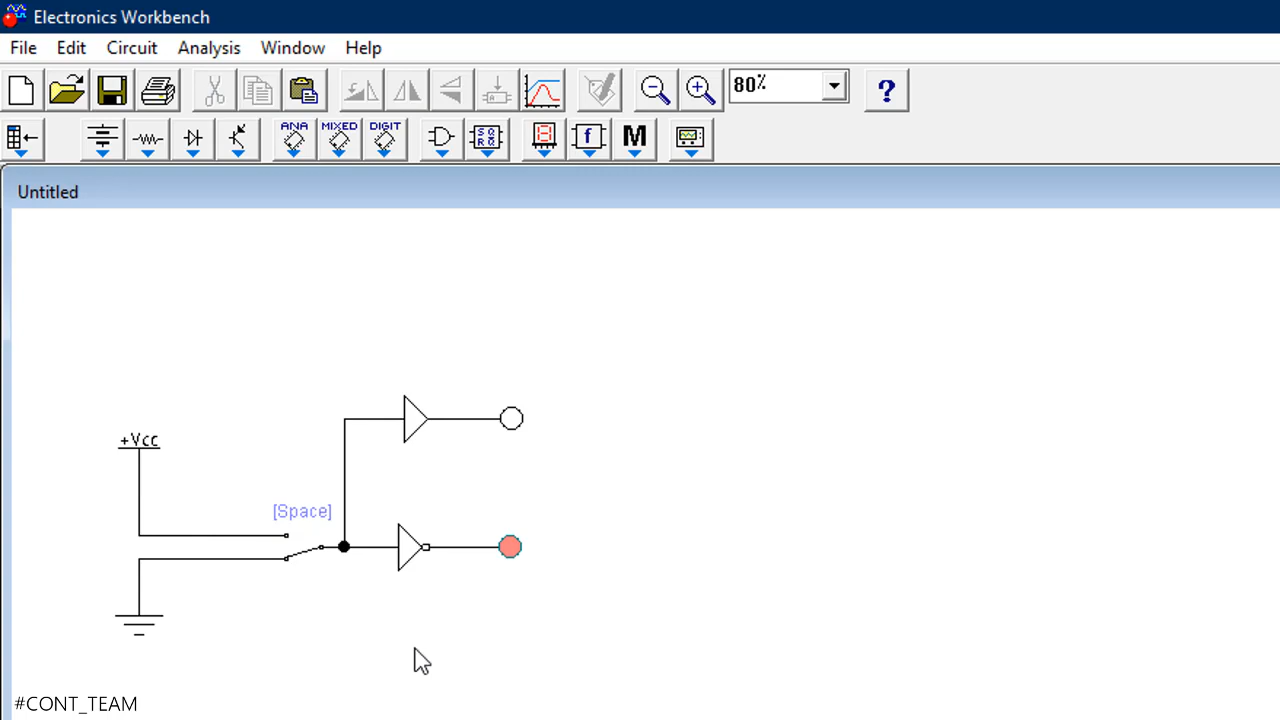 Electronics Workbench
File Edit Circuit Analysis Window Help
80%
?
ANA MIXED DIGIT
f M
Untitled
+Vcc
[Space]
#CONT_TEAM